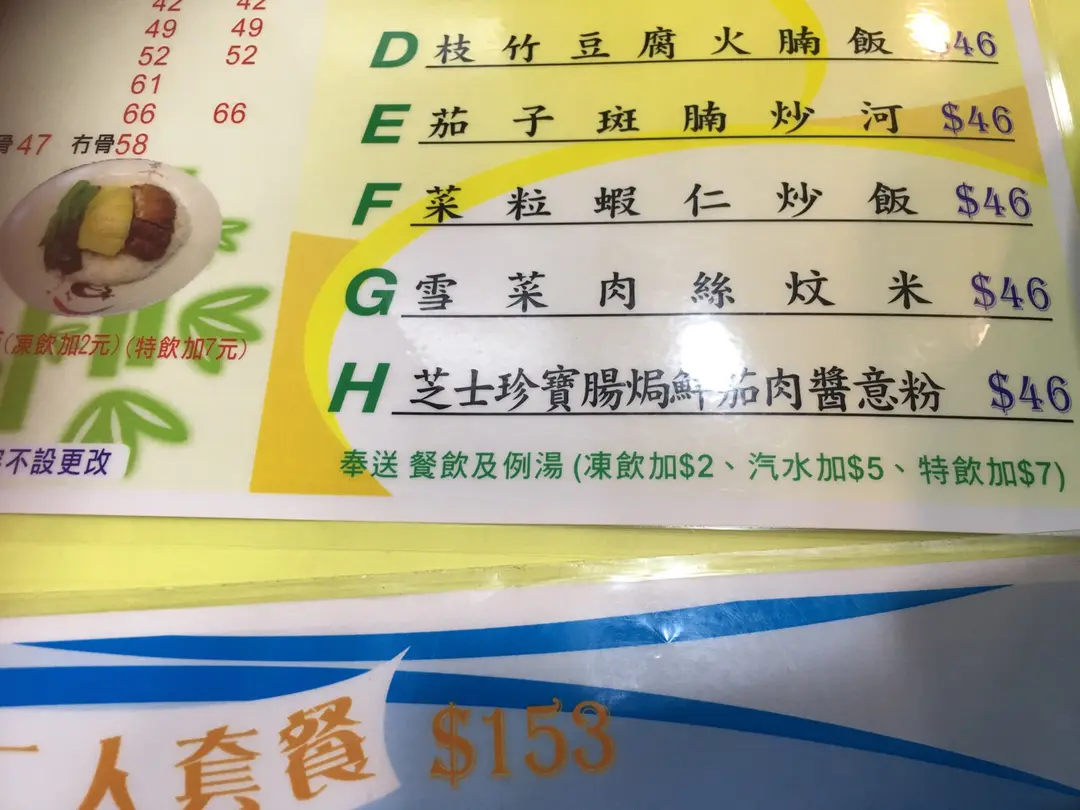 42 42
49 49
52 52
61
66 66
骨47 冇骨58
(凍飲加2元) (特飲加7元)
不設更改
D 枝竹豆腐火腩飯 $46
E 茄子斑腩炒河 $46
F 菜粒蝦仁炒飯 $46
G 雪菜肉絲炆米 $46
H 芝士珍寶腸焗鮮茄肉醬意粉 $46
奉送 餐飲及例湯 (凍飲加$2、汽水加$5、特飲加$7)
人套餐 $153